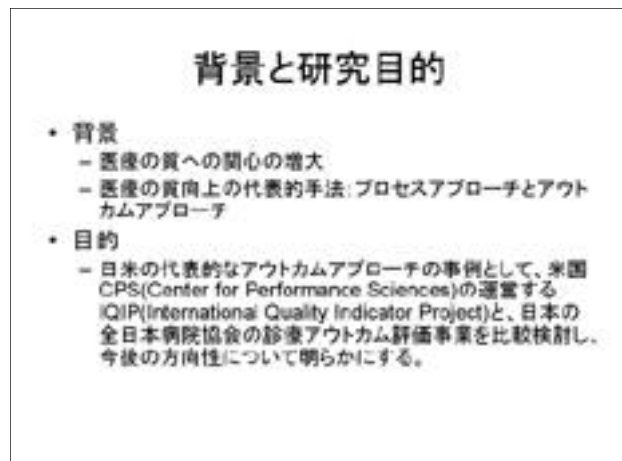 背景と研究目的
• 背景
– 医療の質への関心の増大
– 医療の質向上の代表的手法:プロセスアプローチとアウト
カムアプローチ
• 目的
– 日米の代表的なアウトカムアプローチの事例として、米国
CPS(Center for Performance Sciences)の運営する
IQIP(International Quality Indicator Project)と、日本の
全日本病院協会の診療アウトカム評価事業を比較検討し、
今後の方向性について明らかにする。